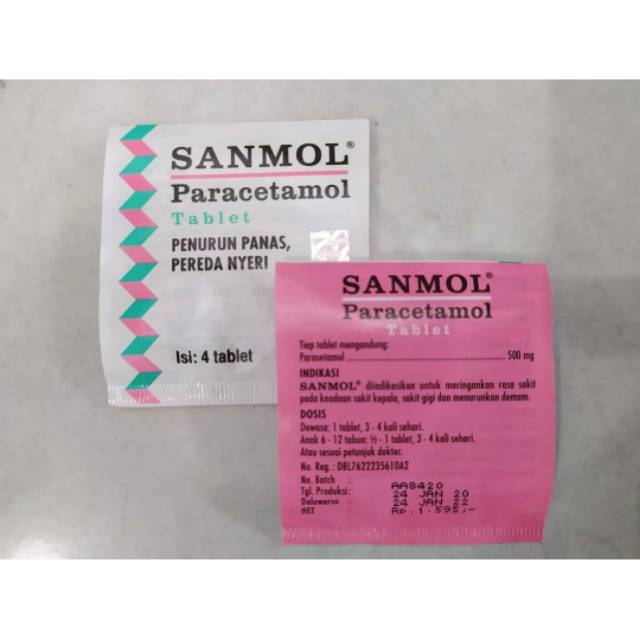 SANMOL®
Paracetamol
Tablet
PENURUN PANAS,
PEREDA NYERI
Isi: 4 tablet
SANMOL®
Paracetamol
Tablet
Tiap tablet mengandung:
Parasetamol ........ 500 mg
INDIKASI
SANMOL® diindikasikan untuk meringankan rasa sakit
pada keadaan sakit kepala, sakit gigi dan menurunkan demam.
DOSIS
Dewasa: 1 tablet, 3 - 4 kali sehari.
Anak 6 - 12 tahun: ½ - 1 tablet, 3 - 4 kali sehari.
Atau sesuai petunjuk dokter.
No. Reg. : DBL7622235610A2
No. Batch : AA8420
Tgl. Produksi: 24 JAN 20
Daluwarsa : 24 JAN 22
HET : Rp.1.595,-